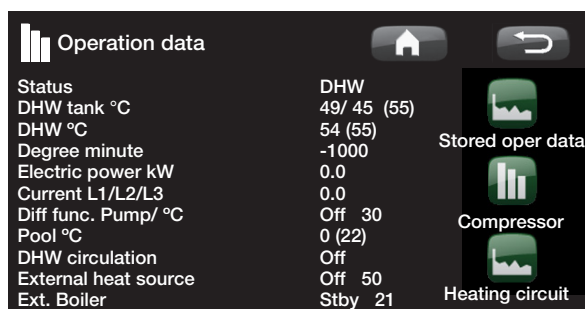 Operation data
Status DHW
DHW tank °C 49/ 45 (55)
DHW ºC 54 (55)
Degree minute -1000
Electric power kW 0.0
Current L1/L2/L3 0.0
Diff func. Pump/ ºC Off 30
Pool ºC 0 (22)
DHW circulation Off
External heat source Off 50
Ext. Boiler Stby 21
Stored oper data
Compressor
Heating circuit